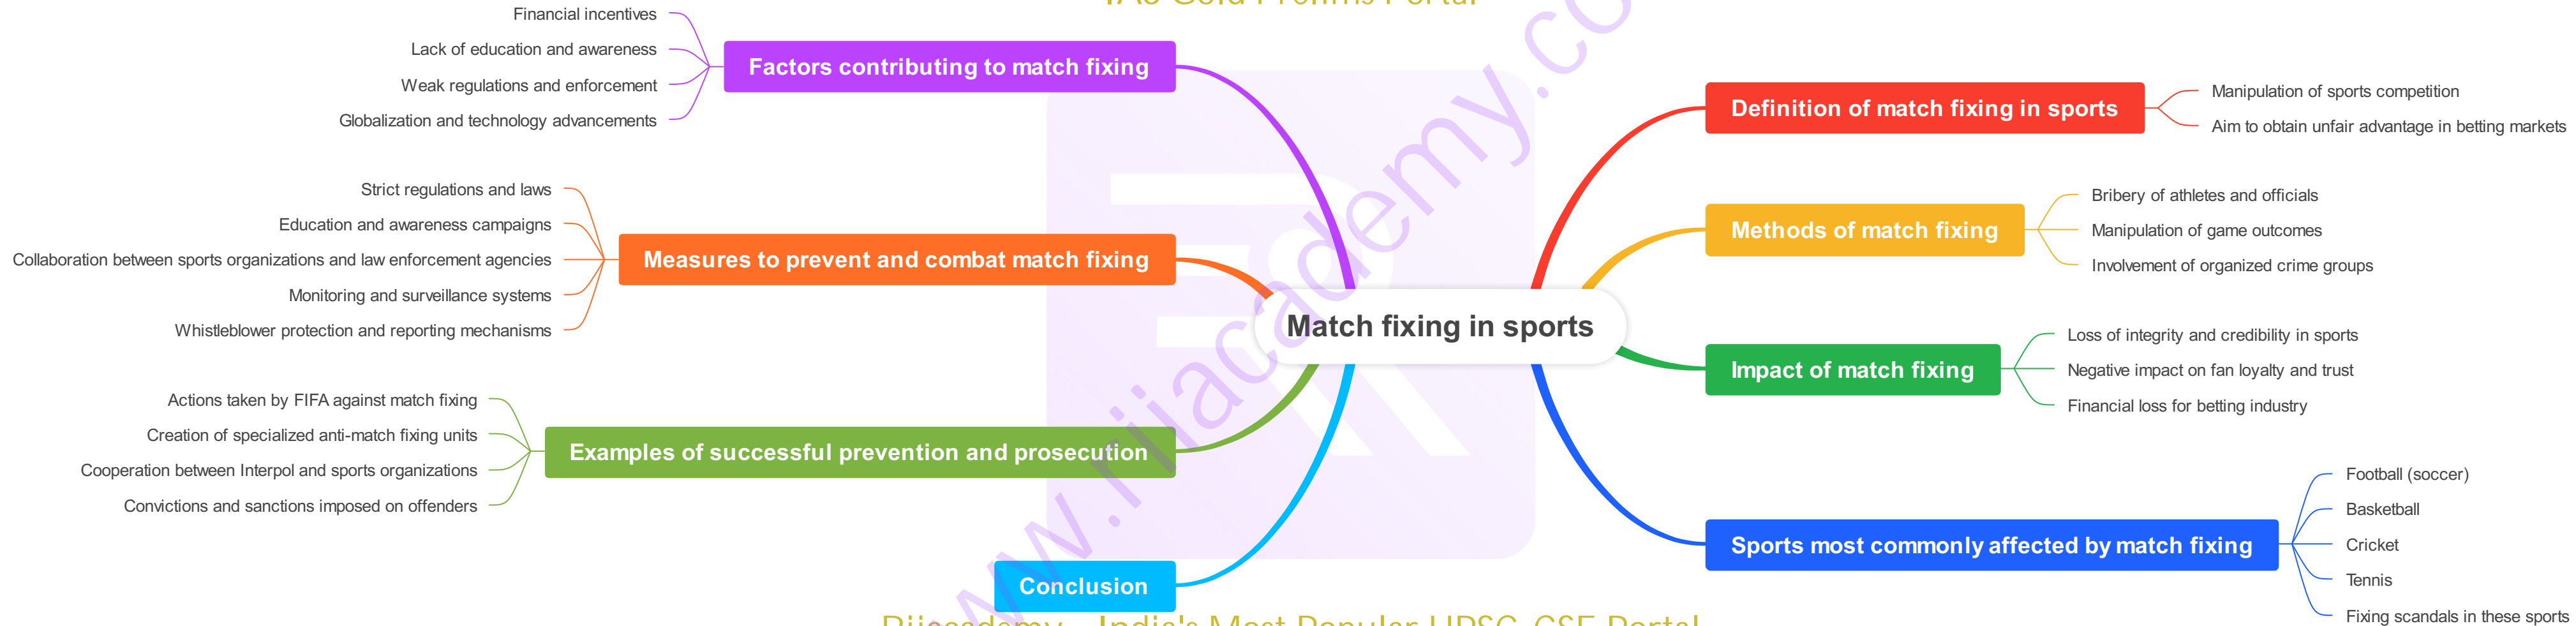 Match fixing in sports
Definition of match fixing in sports
Manipulation of sports competition
Aim to obtain unfair advantage in betting markets
Methods of match fixing
Bribery of athletes and officials
Manipulation of game outcomes
Involvement of organized crime groups
Impact of match fixing
Loss of integrity and credibility in sports
Negative impact on fan loyalty and trust
Financial loss for betting industry
Sports most commonly affected by match fixing
Football (soccer)
Basketball
Cricket
Tennis
Fixing scandals in these sports
Factors contributing to match fixing
Financial incentives
Lack of education and awareness
Weak regulations and enforcement
Globalization and technology advancements
Measures to prevent and combat match fixing
Strict regulations and laws
Education and awareness campaigns
Collaboration between sports organizations and law enforcement agencies
Monitoring and surveillance systems
Whistleblower protection and reporting mechanisms
Examples of successful prevention and prosecution
Actions taken by FIFA against match fixing
Creation of specialized anti-match fixing units
Cooperation between Interpol and sports organizations
Convictions and sanctions imposed on offenders
Conclusion
India's Most Popular UPSC-CSE Portal